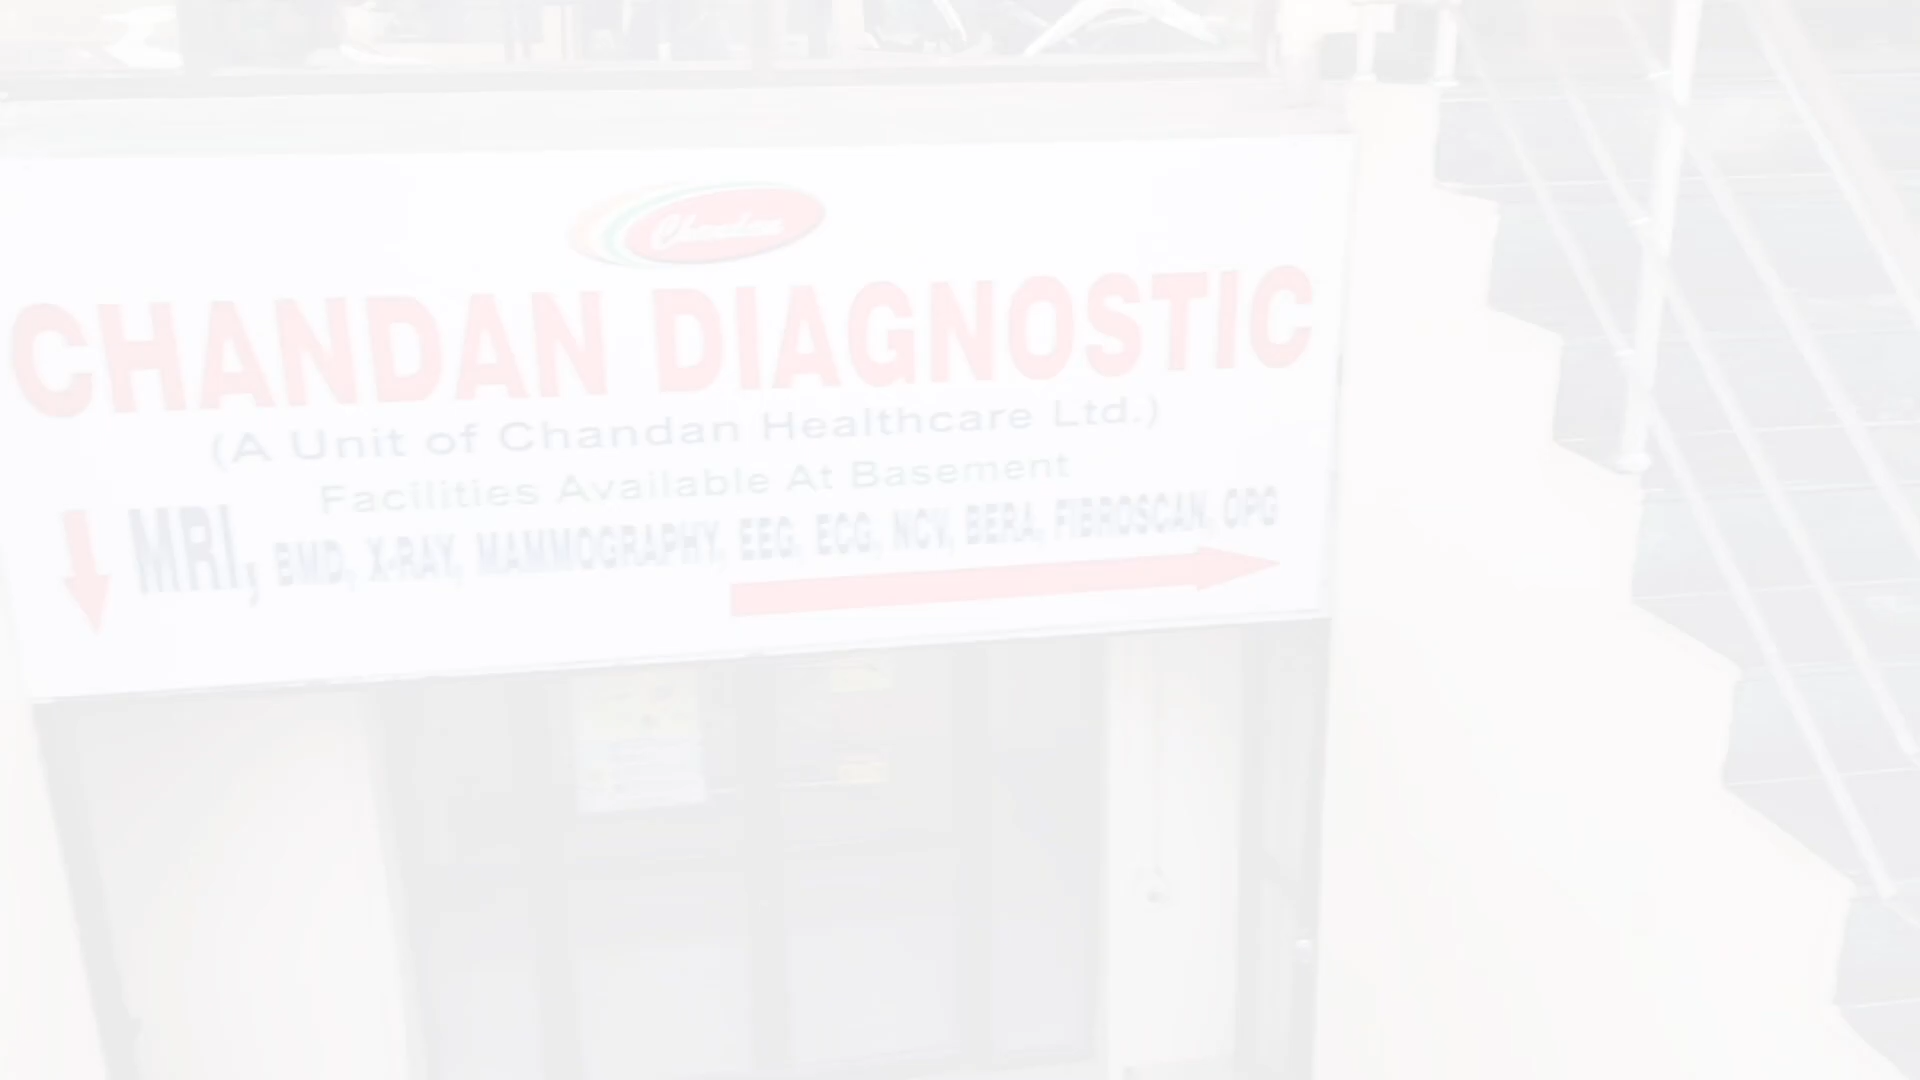 Chandan
CHANDAN DIAGNOSTIC
(A Unit of Chandan Healthcare Ltd.)
Facilities Available At Basement
MRI, BMD, X-RAY, MAMMOGRAPHY, EEG, ECG, NCV, BERA, FIBROSCAN, OPG